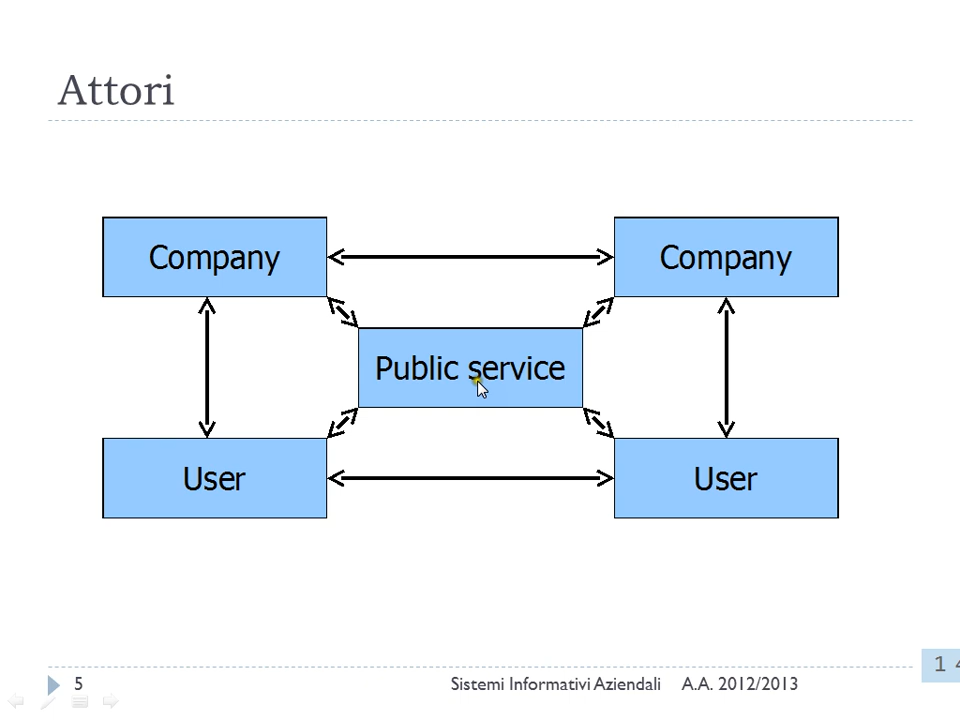 Attori
Company
Company
Public service
User
User
5
Sistemi Informativi Aziendali A.A. 2012/2013
1